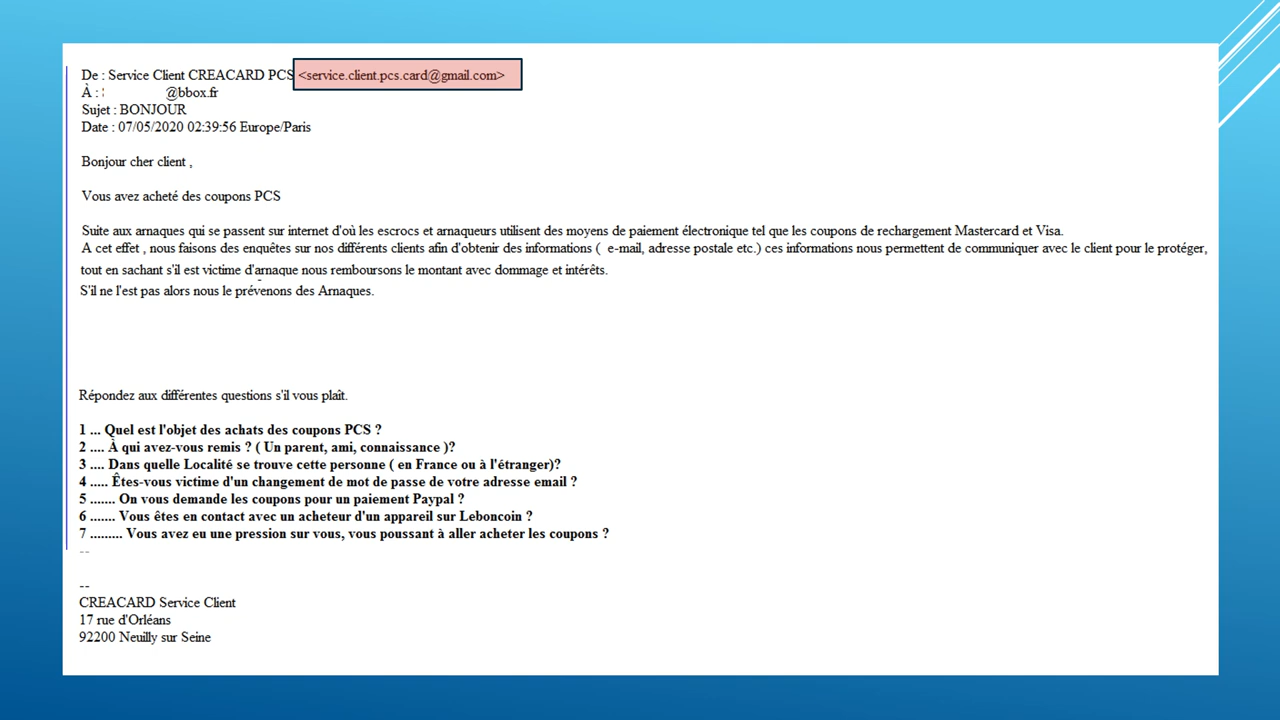 De : Service Client CREACARD PCS <service.client.pcs.card@gmail.com>
À : @bbox.fr
Sujet : BONJOUR
Date : 07/05/2020 02:39:56 Europe/Paris
Bonjour cher client ,
Vous avez acheté des coupons PCS
Suite aux arnaques qui se passent sur internet d'où les escrocs et arnaqueurs utilisent des moyens de paiement électronique tel que les coupons de rechargement Mastercard et Visa.
A cet effet , nous faisons des enquêtes sur nos différents clients afin d'obtenir des informations ( e-mail, adresse postale etc.) ces informations nous permettent de communiquer avec le client pour le protéger,
tout en sachant s'il est victime d'arnaque nous remboursons le montant avec dommage et intérêts.
S'il ne l'est pas alors nous le prévenons des Arnaques.
Répondez aux différentes questions s'il vous plaît.
1 ... Quel est l'objet des achats des coupons PCS ?
2 .... À qui avez-vous remis ? ( Un parent, ami, connaissance )?
3 .... Dans quelle Localité se trouve cette personne ( en France ou à l'étranger)?
4 ..... Êtes-vous victime d'un changement de mot de passe de votre adresse email ?
5 ....... On vous demande les coupons pour un paiement Paypal ?
6 ....... Vous êtes en contact avec un acheteur d'un appareil sur Leboncoin ?
7 ......... Vous avez eu une pression sur vous, vous poussant à aller acheter les coupons ?
--
--
CREACARD Service Client
17 rue d'Orléans
92200 Neuilly sur Seine